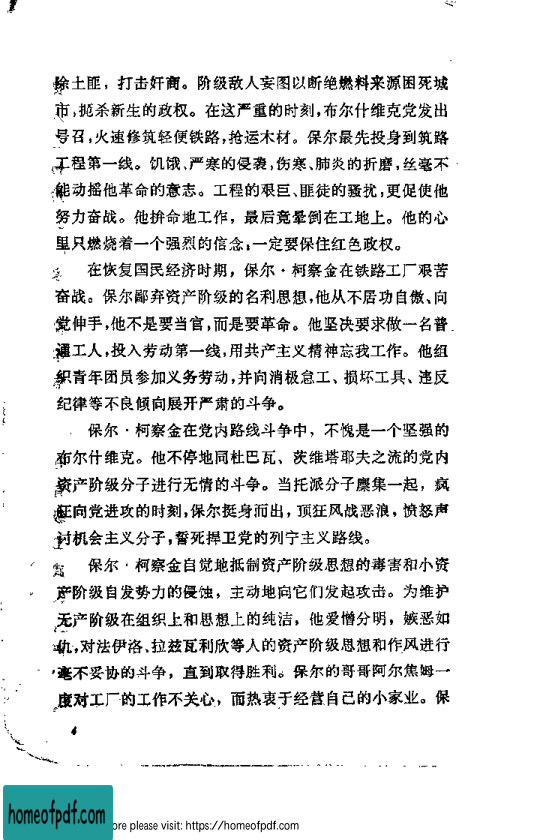 除土匪，打击奸商。阶级敌人妄图以断绝燃料来源困死城
市，扼杀新生的政权。在这严重的时刻，布尔什维克党发出
号召，火速修筑轻便铁路，抢运木材。保尔最先投身到筑路
工程第一线。饥饿、严寒的侵袭，伤寒、肺炎的折磨，丝毫不
能动摇他革命的意志。工程的艰巨、匪徒的骚扰，更促使他
努力奋战。他拚命地工作，最后竟晕倒在工地上。他的心
里只燃烧着一个强烈的信念：一定要保住红色政权。
在恢复国民经济时期，保尔·柯察金在铁路工厂艰苦
奋战。保尔鄙弃资产阶级的名利思想，他从不居功自傲、向
党伸手，他不是要当官，而是要革命。他坚决要求做一名普
通工人，投入劳动第一线，用共产主义精神忘我工作。他组
织青年团员参加义务劳动，并向消极怠工、损坏工具、违反
纪律等不良倾向展开严肃的斗争。
保尔·柯察金在党内路线斗争中，不愧是一个坚强的
布尔什维克。他不停地同杜巴瓦、茨维塔耶夫之流的党内
资产阶级分子进行无情的斗争。当托派分子麇集一起，疯
狂向党进攻的时刻，保尔挺身而出，顶狂风战恶浪，愤怒声
讨机会主义分子，誓死捍卫党的列宁主义路线。
保尔·柯察金自觉地抵制资产阶级思想的毒害和小资
产阶级自发势力的侵蚀，主动地向它们发起攻击。为维护
无产阶级在组织上和思想上的纯洁，他爱憎分明，嫉恶如
仇，对法伊洛、拉兹瓦利欣等人的资产阶级思想和作风进行
毫不妥协的斗争，直到取得胜利。保尔的哥哥阿尔焦姆一
度对工厂的工作不关心，而热衷于经营自己的小家业。保
4
homeofpdf.com
ore please visit: https://homeofpdf.com